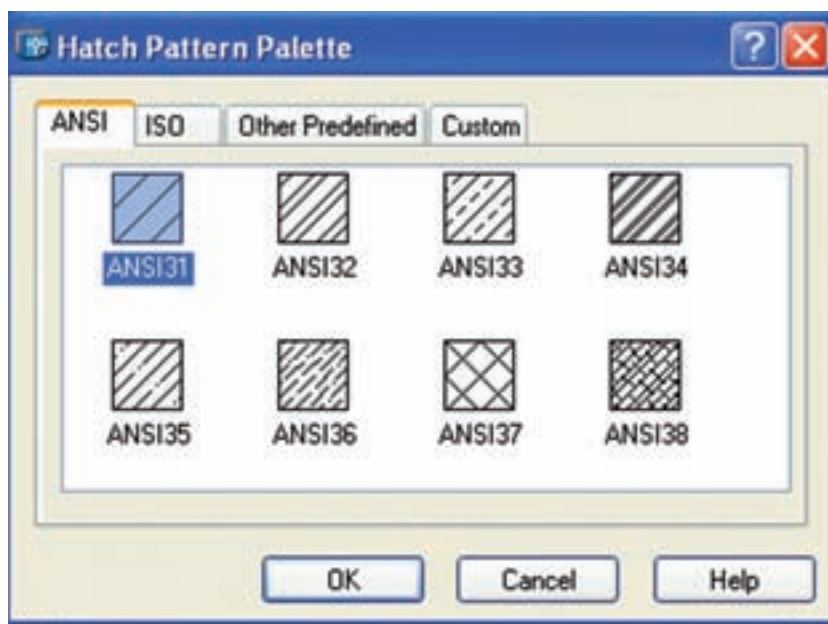 Hatch Pattern Palette
ANSI ISO Other Predefined Custom
ANSI31 ANSI32 ANSI33 ANSI34
ANSI35 ANSI36 ANSI37 ANSI38
OK Cancel Help